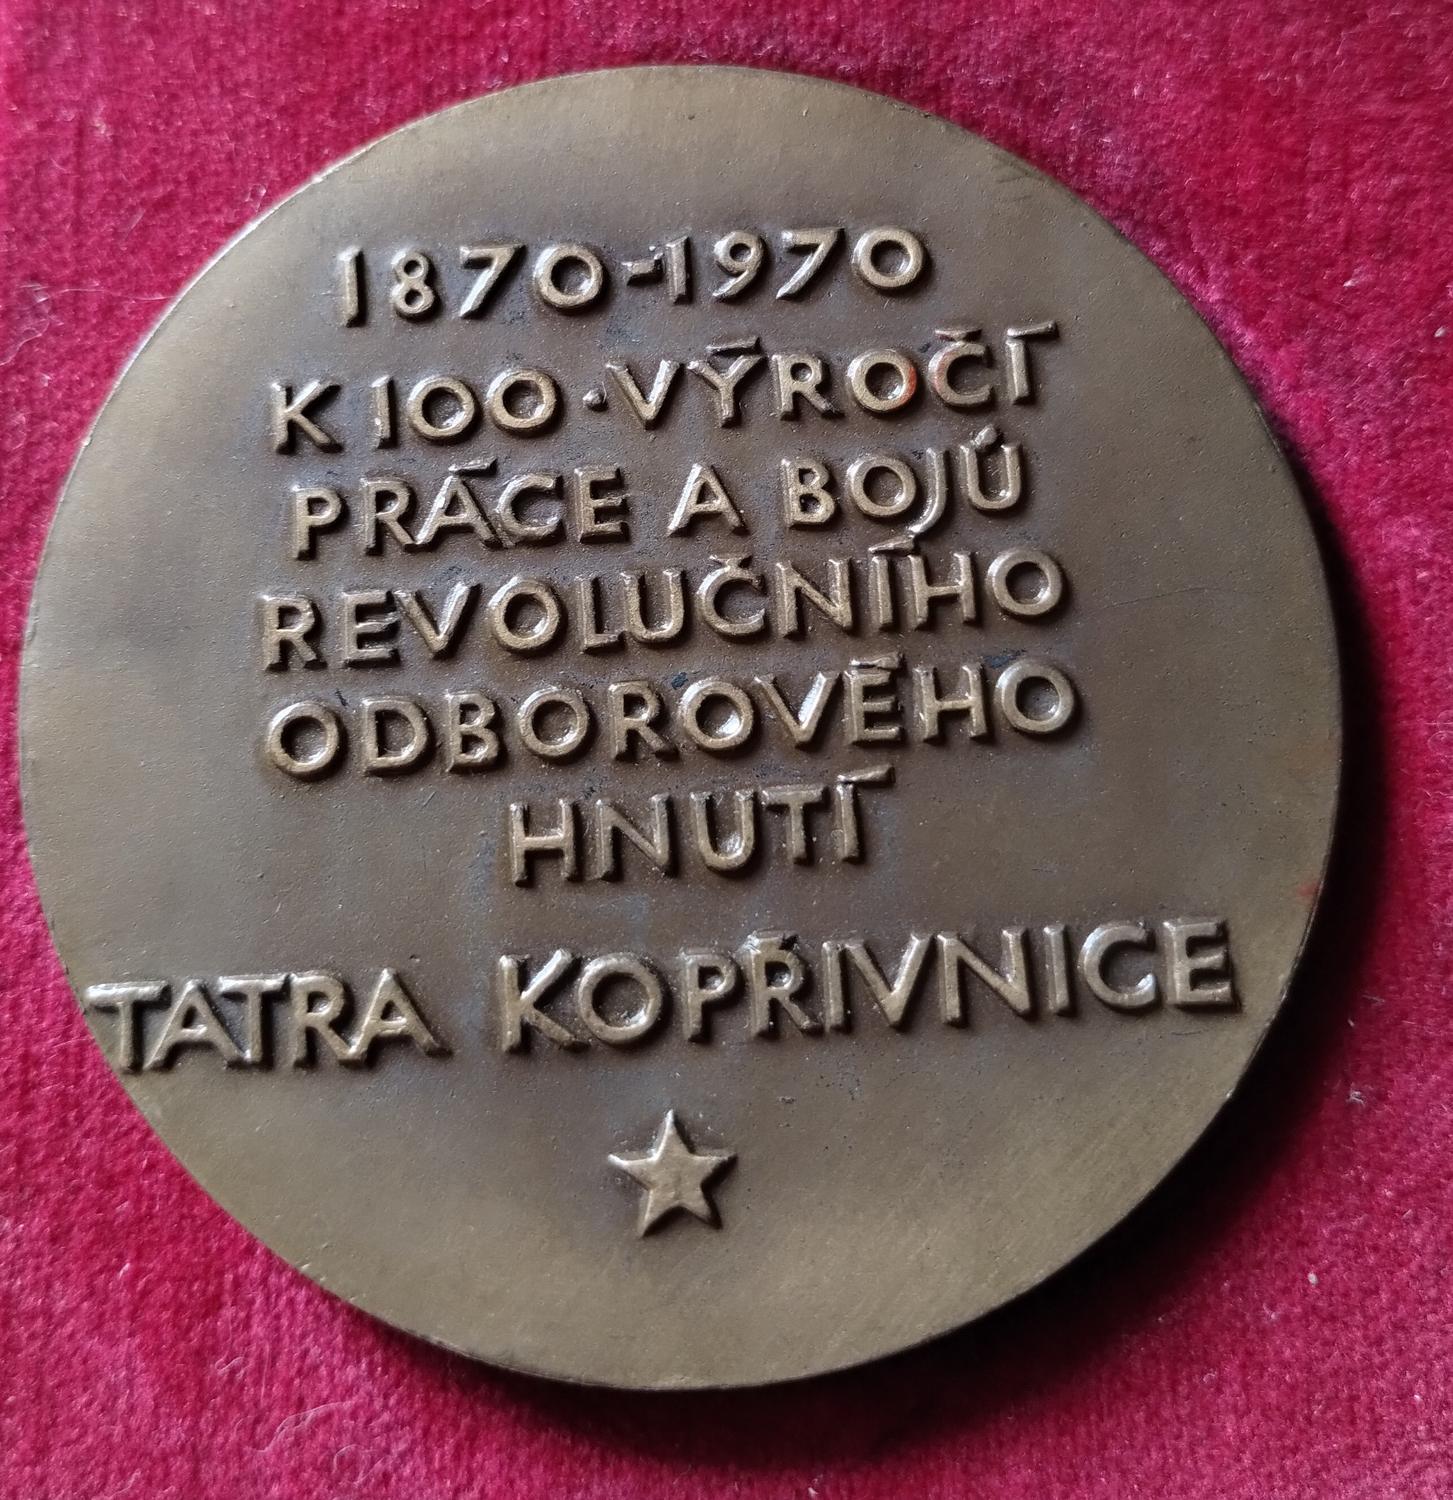 1870-1970
K 100. VÝROČÍ
PRÁCE A BOJŮ
REVOLUČNÍHO
ODBOROVÉHO
HNUTÍ
TATRA KOPŘIVNICE